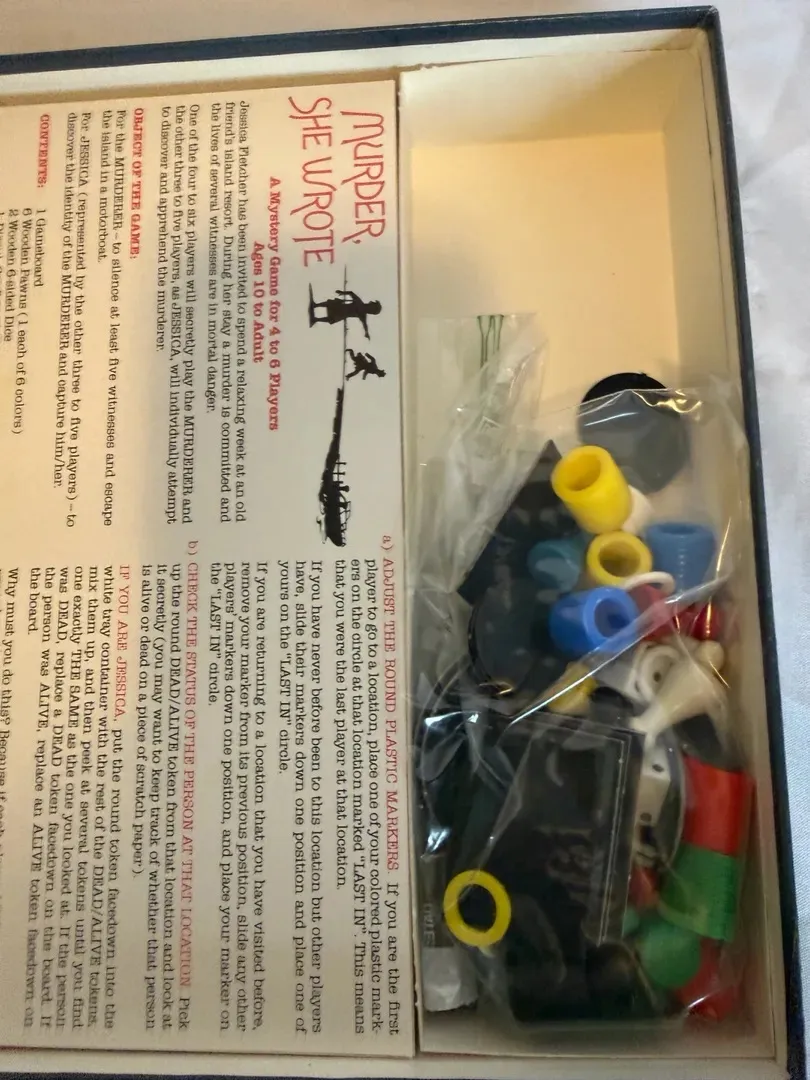 MURDER,
SHE WROTE
A Mystery Game for 4 to 6 Players
Ages 10 to Adult
Jessica Fletcher has been invited to spend a relaxing week at an old
friend's island resort. During her stay a murder is committed and
the lives of several witnesses are in mortal danger.
One of the four to six players will secretly play the MURDERER and
the other three to five players, as JESSICA, will individually attempt
to discover and apprehend the murderer.
OBJECT OF THE GAME:
For the MURDERER – to silence at least five witnesses and escape
the island in a motorboat.
For JESSICA (represented by the other three to five players) – to
discover the identity of the MURDERER and capture him/her.
CONTENTS:
1 Gameboard
6 Wooden Pawns (1 each of 6 colors)
2 Wooden 6-sided Dice
a) ADJUST THE ROUND PLASTIC MARKERS. If you are the first
player to go to a location, place one of your colored plastic mark-
ers on the circle at that location marked "LAST IN". This means
that you were the last player at that location.
If you have never before been to this location but other players
have, slide their markers down one position and place one of
yours on the "LAST IN" circle.
If you are returning to a location that you have visited before,
remove your marker from its previous position, slide any other
players' markers down one position, and place your marker on
the "LAST IN" circle.
b) CHECK THE STATUS OF THE PERSON AT THAT LOCATION. Pick
up the round DEAD/ALIVE token from that location and look at
it secretly (you may want to keep track of whether that person
is alive or dead on a piece of scratch paper).
IF YOU ARE JESSICA, put the round token facedown into the
white tray container with the rest of the DEAD/ALIVE tokens,
mix them up, and then peek at several tokens until you find
one exactly THE SAME as the one you looked at. If the person
was DEAD, replace a DEAD token facedown on the board. If
the person was ALIVE, replace an ALIVE token facedown on
the board.
Why must you do this? Because if each